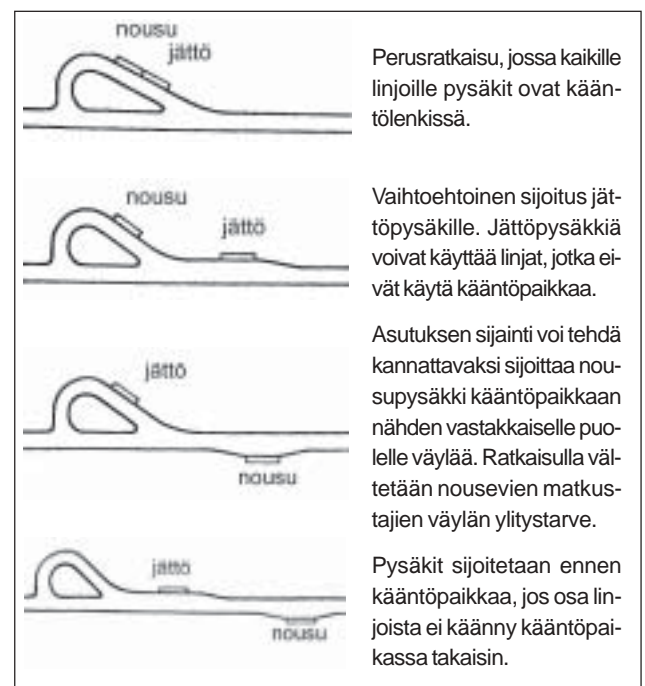 nousu
jättö
Perusratkaisu, jossa kaikille
linjoille pysäkit ovat kään-
tölenkissä.
nousu
jättö
Vaihtoehtoinen sijoitus jät-
töpysäkille. Jättöpysäkkiä
voivat käyttää linjat, jotka ei-
vät käytä kääntöpaikkaa.
jättö
nousu
Asutuksen sijainti voi tehdä
kannattavaksi sijoittaa nou-
supysäkki kääntöpaikkaan
nähden vastakkaiselle puo-
lelle väylää. Ratkaisulla väl-
tetään nousevien matkus-
tajien väylän ylitystarve.
jättö
nousu
Pysäkit sijoitetaan ennen
kääntöpaikkaa, jos osa lin-
joista ei käänny kääntöpai-
kassa takaisin.